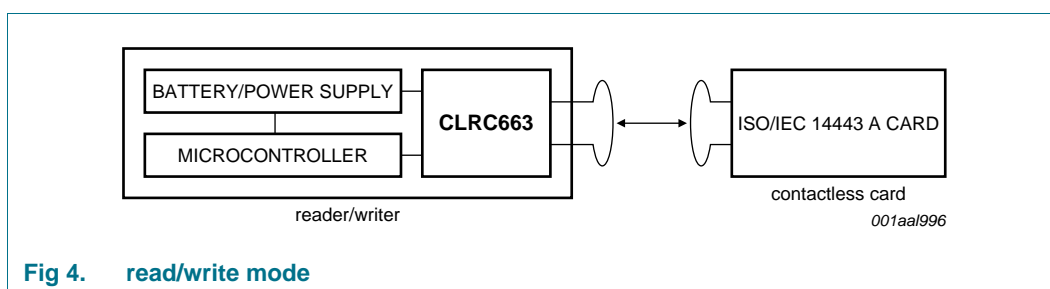 BATTERY/POWER SUPPLY
MICROCONTROLLER
CLRC663
reader/writer
ISO/IEC 14443 A CARD
contactless card
001aal996
Fig 4. read/write mode